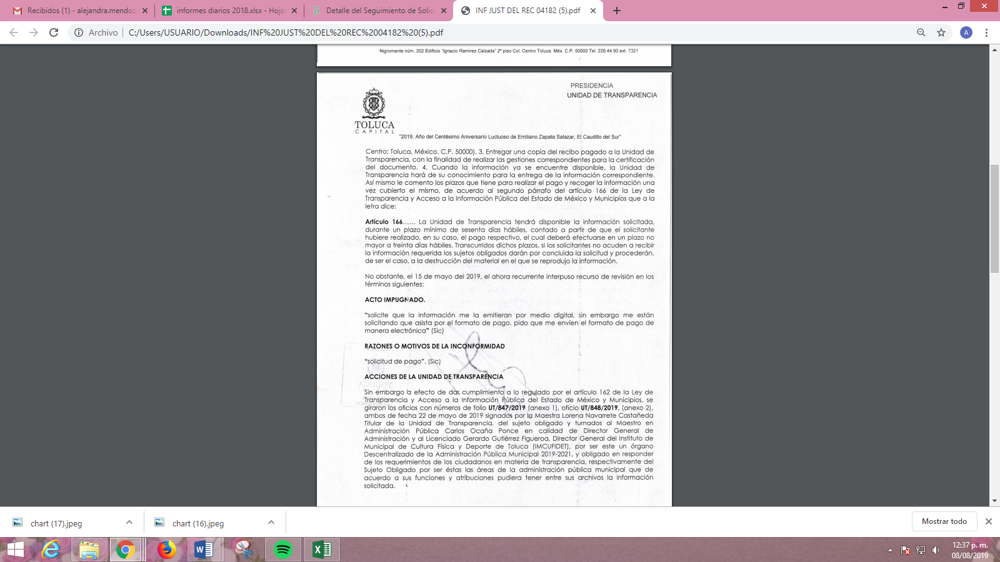 Recibidos (1) - alejandra.mendoz
informes diarios 2018.xlsx - Hoja
Detalle del Seguimiento de Solic
INF JUST DEL REC 04182 (5).pdf
Archivo
C:/Users/USUARIO/Downloads/INF%20JUST%20DEL%20REC%2004182%20(5).pdf
A
Nigromante núm. 202 Edificio "Ignacio Ramírez Calzada" 2º piso Col. Centro Toluca. Méx. C.P. 50000 Tel. 226.44.90 ext. 7321
PRESIDENCIA
UNIDAD DE TRANSPARENCIA
TOLUCA
CAPITAL
"2019. Año del Centésimo Aniversario Luctuoso de Emiliano Zapata Salazar, El Caudillo del Sur"
Centro; Toluca, México. C.P. 50000). 3. Entregar una copia del recibo pagado a la Unidad de
Transparencia, con la finalidad de realizar las gestiones correspondientes para la certificación
del documento. 4. Cuando la información ya se encuentre disponible, la Unidad de
Transparencia hará de su conocimiento para la entrega de la información correspondiente.
Así mismo le comento los plazos que tiene para realizar el pago y recoger la información una
vez cubierto el mismo, de acuerdo al segundo párrafo del artículo 166 de la Ley de
Transparencia y Acceso a la Información Pública del Estado de México y Municipios que a la
letra dice:
Artículo 166...... La Unidad de Transparencia tendrá disponible la información solicitada,
durante un plazo mínimo de sesenta días hábiles, contado a partir de que el solicitante
hubiere realizado, en su caso, el pago respectivo, el cual deberá efectuarse en un plazo no
mayor a treinta días hábiles. Transcurridos dichos plazos, si los solicitantes no acuden a recibir
la información requerida los sujetos obligados darán por concluida la solicitud y procederán,
de ser el caso, a la destrucción del material en el que se reprodujo la información.
No obstante, el 15 de mayo del 2019, el ahora recurrente interpuso recurso de revisión en los
términos siguientes:
ACTO IMPUGNADO.
"solicite que la información me la emitieran por medio digital, sin embargo me están
solicitando que asista por el formato de pago, pido que me envíen el formato de pago de
manera electrónica" (Sic)
RAZONES O MOTIVOS DE LA INCONFORMIDAD
"solicitud de pago". (Sic)
ACCIONES DE LA UNIDAD DE TRANSPARENCIA
Sin embargo a efecto de dar cumplimiento a lo regulado por el artículo 162 de la Ley de
Transparencia y Acceso a la Información Pública del Estado de México y Municipios, se
giraron los oficios con números de folio UT/847/2019 (anexo 1), oficio UT/848/2019, (anexo 2),
ambos de fecha 22 de mayo de 2019 signados por la Maestra Lorena Navarrete Castañeda
Titular de la Unidad de Transparencia, del sujeto obligado y turnados al Maestro en
Administración Pública Carlos Ocaña Ponce en calidad de Director General de
Administración y al Licenciado Gerardo Gutiérrez Figueroa, Director General del Instituto de
Municipal de Cultura Física y Deporte de Toluca (IMCUFIDET), por ser este un órgano
Descentralizado de la Administración Pública Municipal 2019-2021, y obligado en responder
de los requerimientos de los ciudadanos en materia de transparencia, respectivamente del
Sujeto Obligado por ser éstas las áreas de la administración pública municipal que de
acuerdo a sus funciones y atribuciones pudiera tener entre sus archivos la información
solicitada.
chart (17).jpeg
chart (16).jpeg
Mostrar todo
12:37 p. m.
08/08/2019